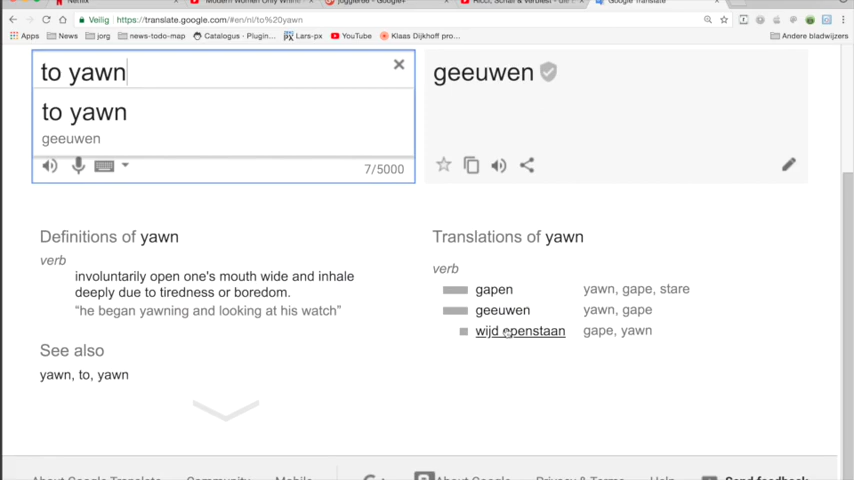 Netflix
Modern Women Only
Google+
Google Translate
Veilig
https://translate.google.com/#en/nl/to%20yawn
Apps News jorg news-todo-map Catalogus - Plugin... Lars-px YouTube Klaas Dijkhoff pro... Andere bladwijzers
to yawn
to yawn
geeuwen
7/5000
geeuwen
Definitions of yawn
verb
involuntarily open one's mouth wide and inhale
deeply due to tiredness or boredom.
"he began yawning and looking at his watch"
See also
yawn, to, yawn
Translations of yawn
verb
gapen yawn, gape, stare
geeuwen yawn, gape
wijd openstaan gape, yawn
About Google Translate Community Mobile About Google Privacy & Terms Help Send feedback